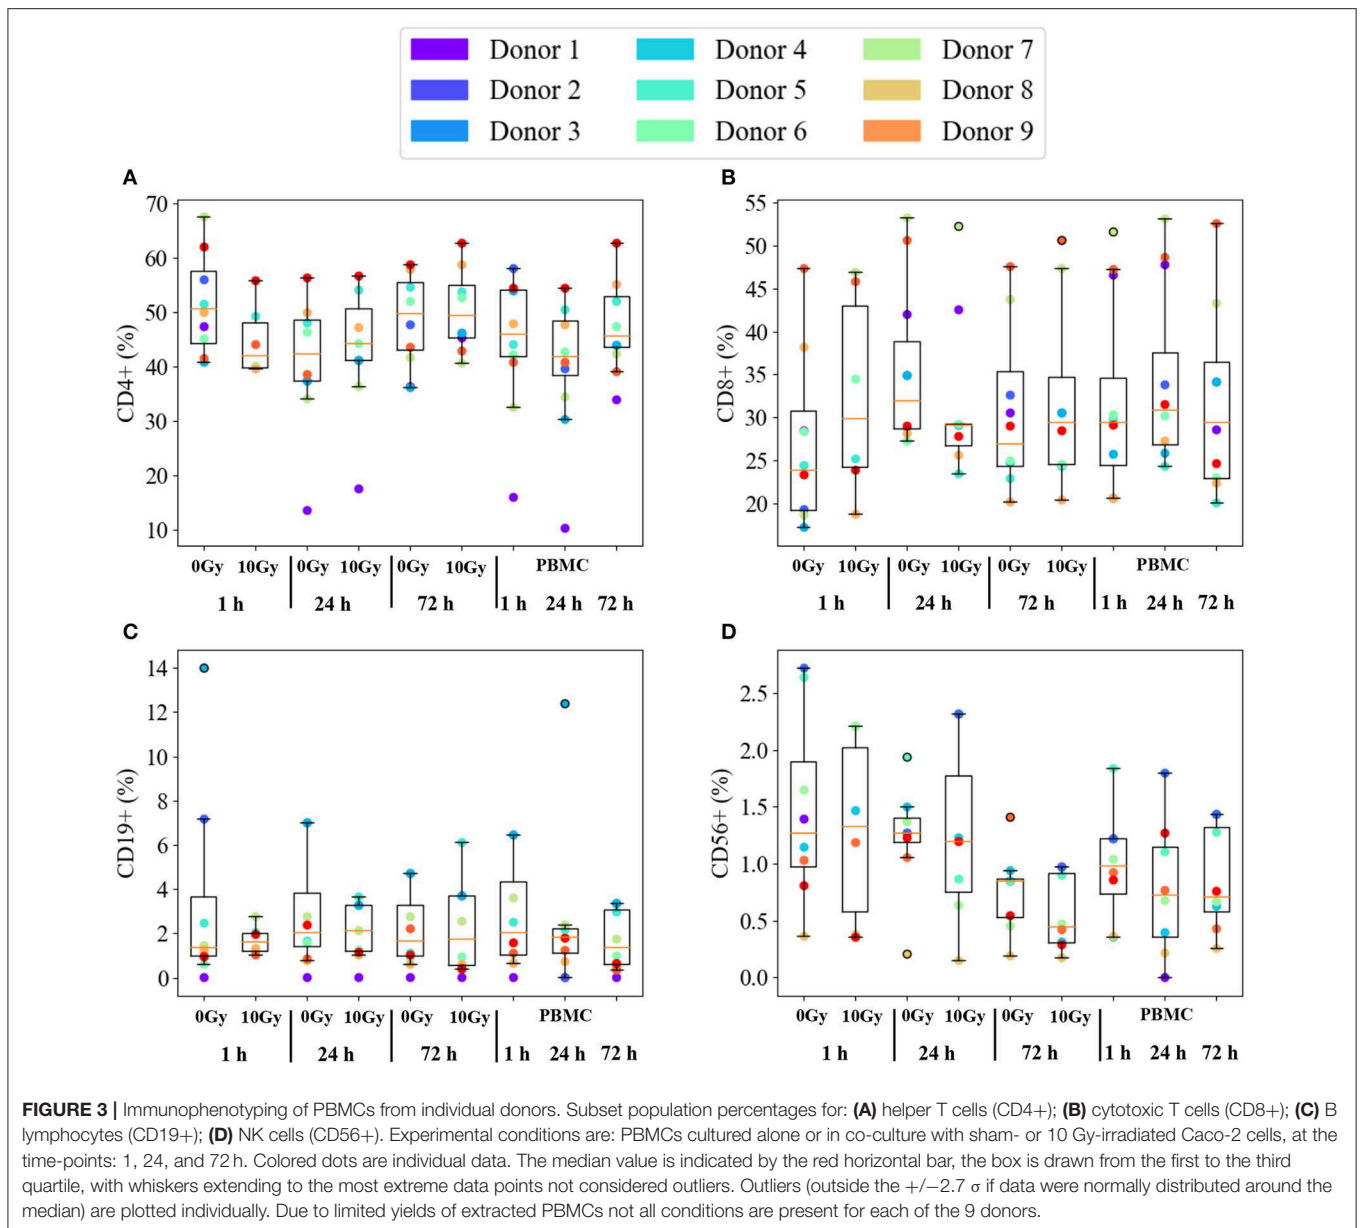 Donor 1 Donor 4 Donor 7
Donor 2 Donor 5 Donor 8
Donor 3 Donor 6 Donor 9
A
70
60
50
40
30
20
10
CD4+ (%)
0Gy 10Gy 0Gy 10Gy 0Gy 10Gy PBMC
1 h 24 h 72 h 1 h 24 h 72 h
B
55
50
45
40
35
30
25
20
CD8+ (%)
0Gy 10Gy 0Gy 10Gy 0Gy 10Gy PBMC
1 h 24 h 72 h 1 h 24 h 72 h
C
14
12
10
8
6
4
2
0
CD19+ (%)
0Gy 10Gy 0Gy 10Gy 0Gy 10Gy PBMC
1 h 24 h 72 h 1 h 24 h 72 h
D
2.5
2.0
1.5
1.0
0.5
0.0
CD56+ (%)
0Gy 10Gy 0Gy 10Gy 0Gy 10Gy PBMC
1 h 24 h 72 h 1 h 24 h 72 h
FIGURE 3 | Immunophenotyping of PBMCs from individual donors. Subset population percentages for: (A) helper T cells (CD4+); (B) cytotoxic T cells (CD8+); (C) B
lymphocytes (CD19+); (D) NK cells (CD56+). Experimental conditions are: PBMCs cultured alone or in co-culture with sham- or 10 Gy-irradiated Caco-2 cells, at the
time-points: 1, 24, and 72 h. Colored dots are individual data. The median value is indicated by the red horizontal bar, the box is drawn from the first to the third
quartile, with whiskers extending to the most extreme data points not considered outliers. Outliers (outside the +/−2.7 σ if data were normally distributed around the
median) are plotted individually. Due to limited yields of extracted PBMCs not all conditions are present for each of the 9 donors.